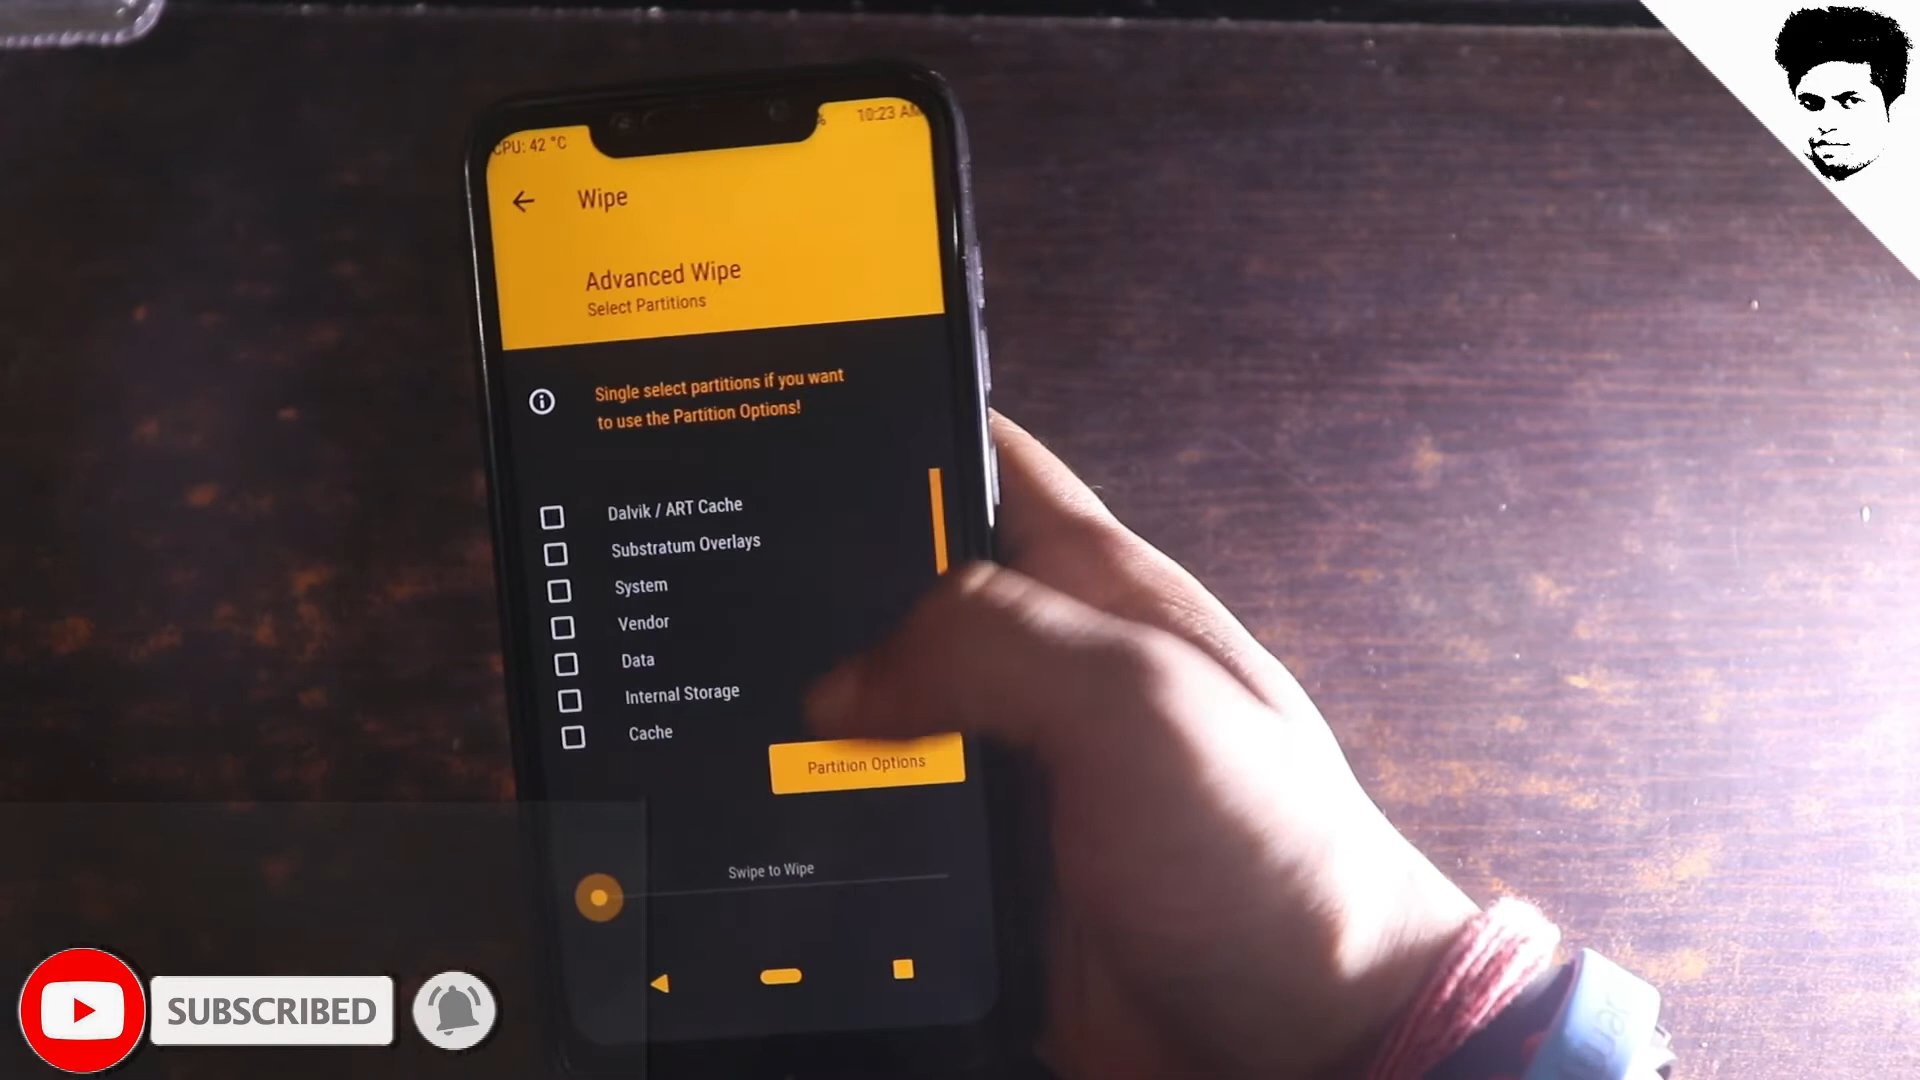 CPU: 42 °C
% 10:23 AM
Wipe
Advanced Wipe
Select Partitions
Single select partitions if you want
to use the Partition Options!
Dalvik / ART Cache
Substratum Overlays
System
Vendor
Data
Internal Storage
Cache
Partition Options
Swipe to Wipe
SUBSCRIBED